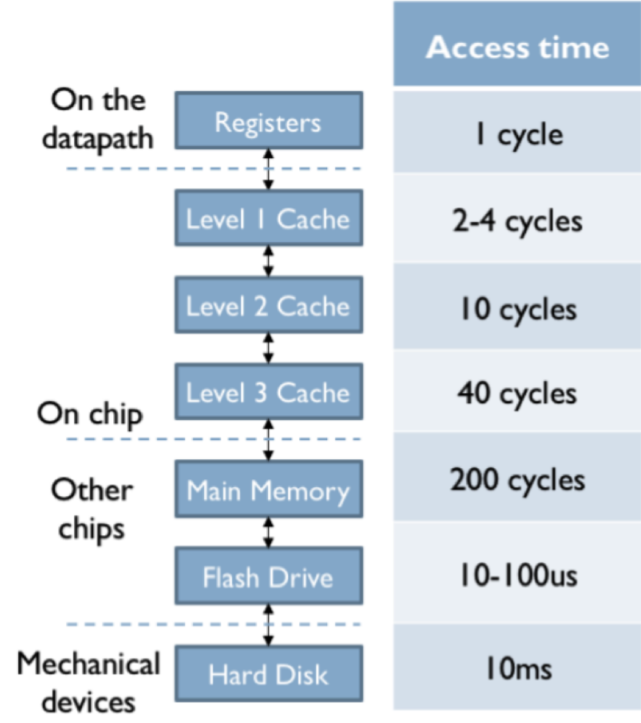 Access time
On the
datapath
Registers
1 cycle
Level 1 Cache
2-4 cycles
Level 2 Cache
10 cycles
Level 3 Cache
40 cycles
On chip
Other
chips
Main Memory
200 cycles
Flash Drive
10-100us
Mechanical
devices
Hard Disk
10ms